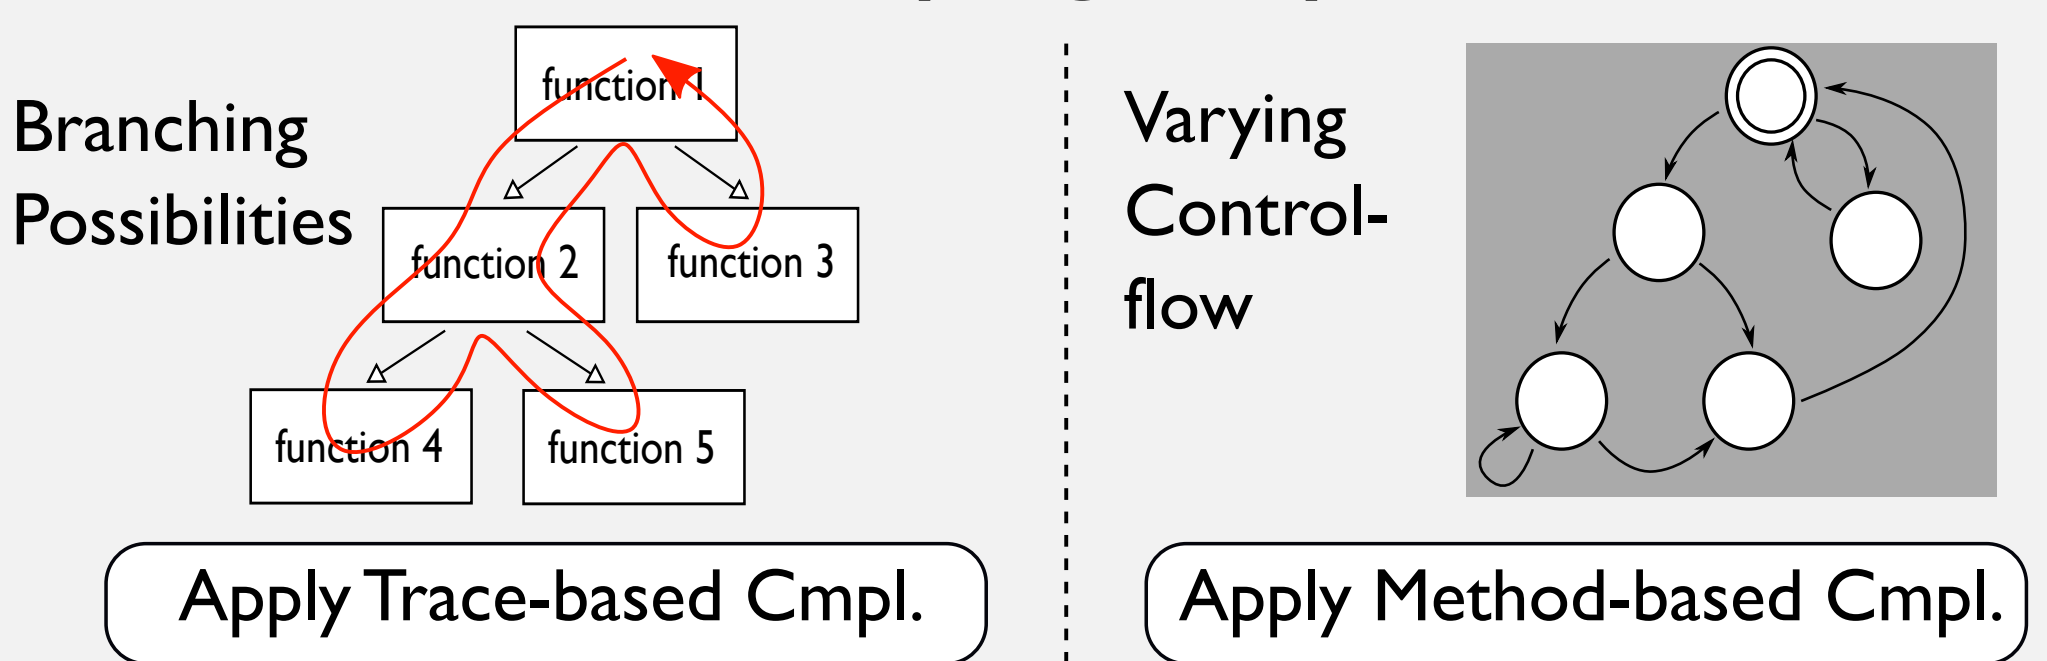 Branching
Possibilities
function 1
function 2
function 3
function 4
function 5
Apply Trace-based Cmpl.
Varying
Control-
flow
Apply Method-based Cmpl.